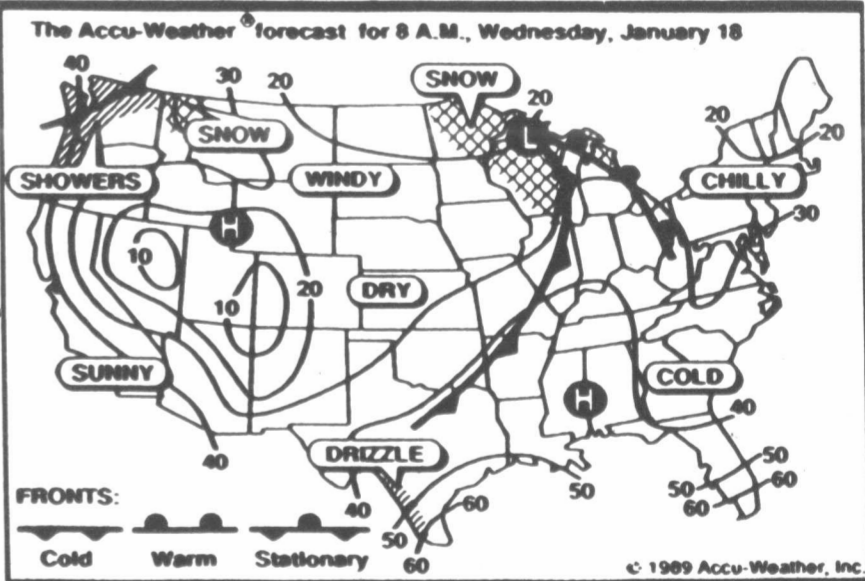 The Accu-Weather® forecast for 8 A.M., Wednesday, January 18
40
30
20
SNOW
20
SNOW
20
20
SHOWERS
WINDY
L
CHILLY
H
30
10
10
20
DRY
SUNNY
COLD
H
40
40
DRIZZLE
50
40
50
60
50
50
60
60
60
FRONTS:
Cold Warm Stationary
© 1989 Accu-Weather, Inc.